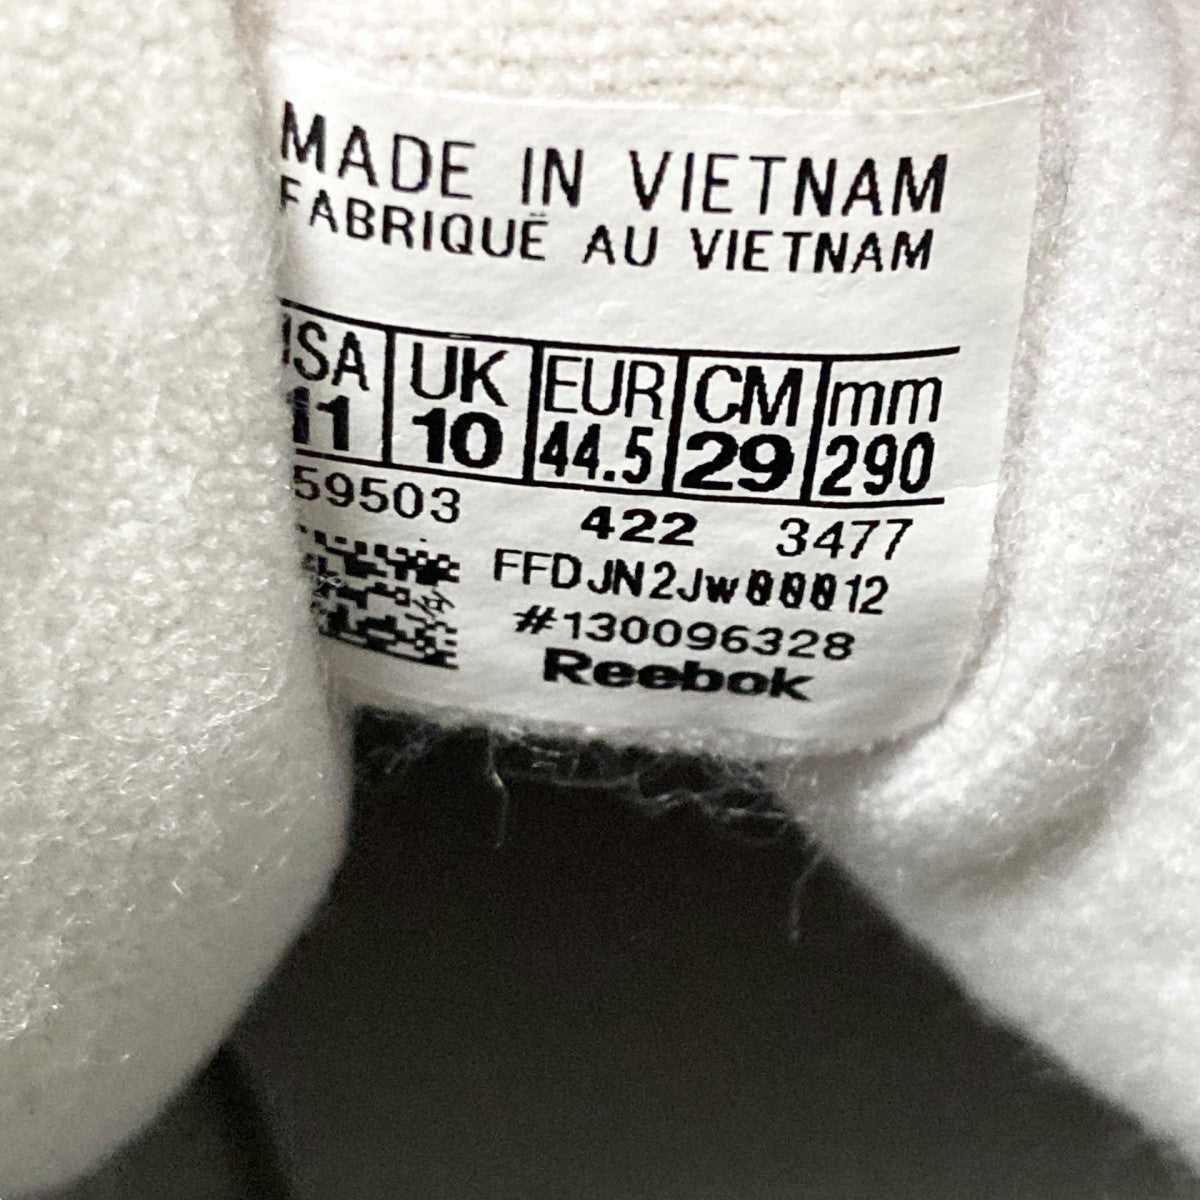 MADE IN VIETNAM
FABRIQUË AU VIETNAM
USA UK EUR CM mm
11 10 44.5 29 290
59503 422 3477
FFDJN2Jw00012
#130096328
Reebok